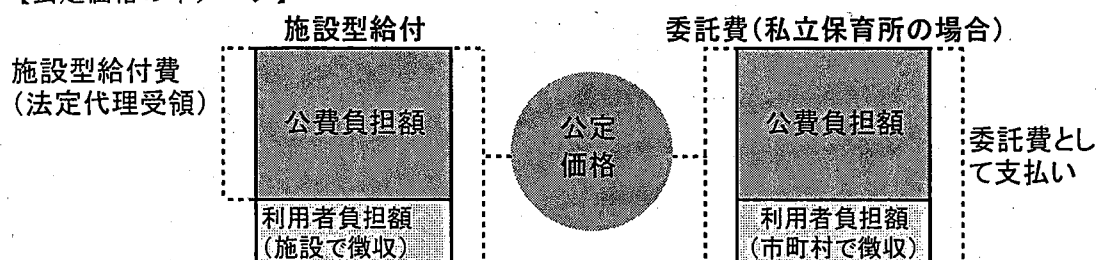 施設型給付
委託費(私立保育所の場合)
施設型給付費
(法定代理受領)
公費負担額
公定
価格
公費負担額
委託費とし
て支払い
利用者負担額
(施設で徴収)
利用者負担額
(市町村で徴収)